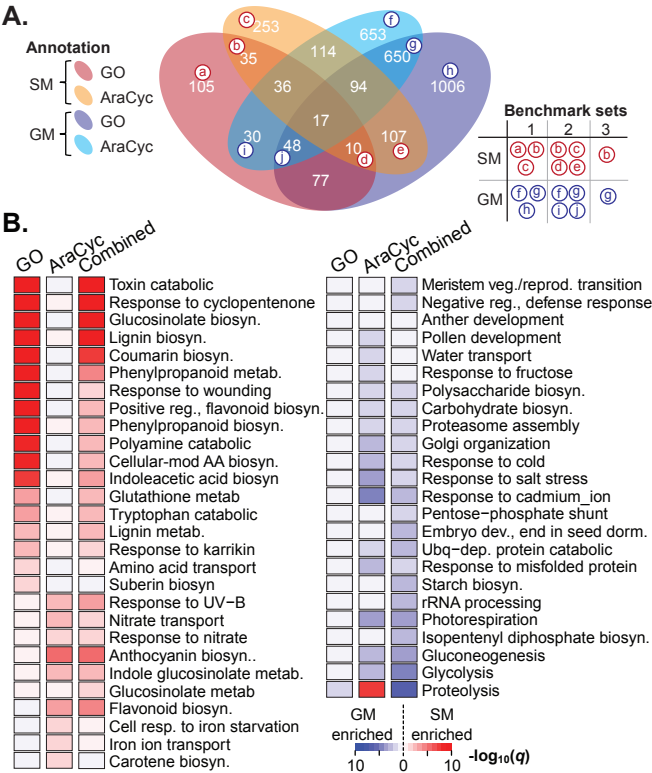 A.
Annotation
SM
GO
AraCyc
GM
GO
AraCyc
c 253
f
653
b
35
114
g
650
a
105
h
1006
36
94
17
30
i
48
j
10
d
107
e
77
Benchmark sets
1 2 3
SM a b c b c d e b
GM f g h f g i j g
B.
GO AraCyc Combined
Toxin catabolic
Response to cyclopentenone
Glucosinolate biosyn.
Lignin biosyn.
Coumarin biosyn.
Phenylpropanoid metab.
Response to wounding
Positive reg., flavonoid biosyn.
Phenylpropanoid biosyn.
Polyamine catabolic
Cellular-mod AA biosyn.
Indoleacetic acid biosyn
Glutathione metab
Tryptophan catabolic
Lignin metab.
Response to karrikin
Amino acid transport
Suberin biosyn
Response to UV−B
Nitrate transport
Response to nitrate
Anthocyanin biosyn..
Indole glucosinolate metab.
Glucosinolate metab
Flavonoid biosyn.
Cell resp. to iron starvation
Iron ion transport
Carotene biosyn.
GO AraCyc Combined
Meristem veg./reprod. transition
Negative reg., defense response
Anther development
Pollen development
Water transport
Response to fructose
Polysaccharide biosyn.
Carbohydrate biosyn.
Proteasome assembly
Golgi organization
Response to cold
Response to salt stress
Response to cadmium_ion
Pentose−phosphate shunt
Embryo dev., end in seed dorm.
Ubq−dep. protein catabolic
Response to misfolded protein
Starch biosyn.
rRNA processing
Photorespiration
Isopentenyl diphosphate biosyn.
Gluconeogenesis
Glycolysis
Proteolysis
GM enriched
SM enriched
10 0 10
-log10(q)